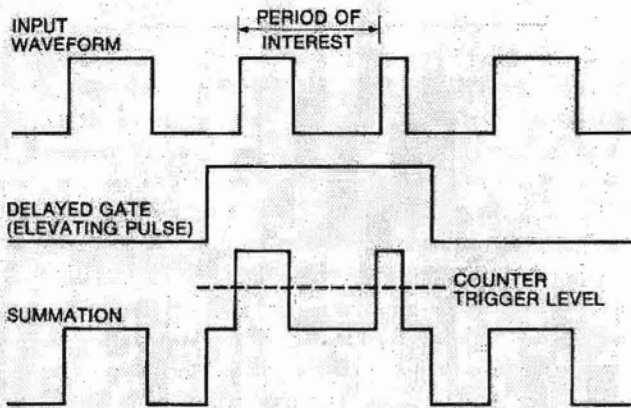 PERIOD OF
INTEREST
INPUT
WAVEFORM
DELAYED GATE
(ELEVATING PULSE)
COUNTER
TRIGGER LEVEL
SUMMATION